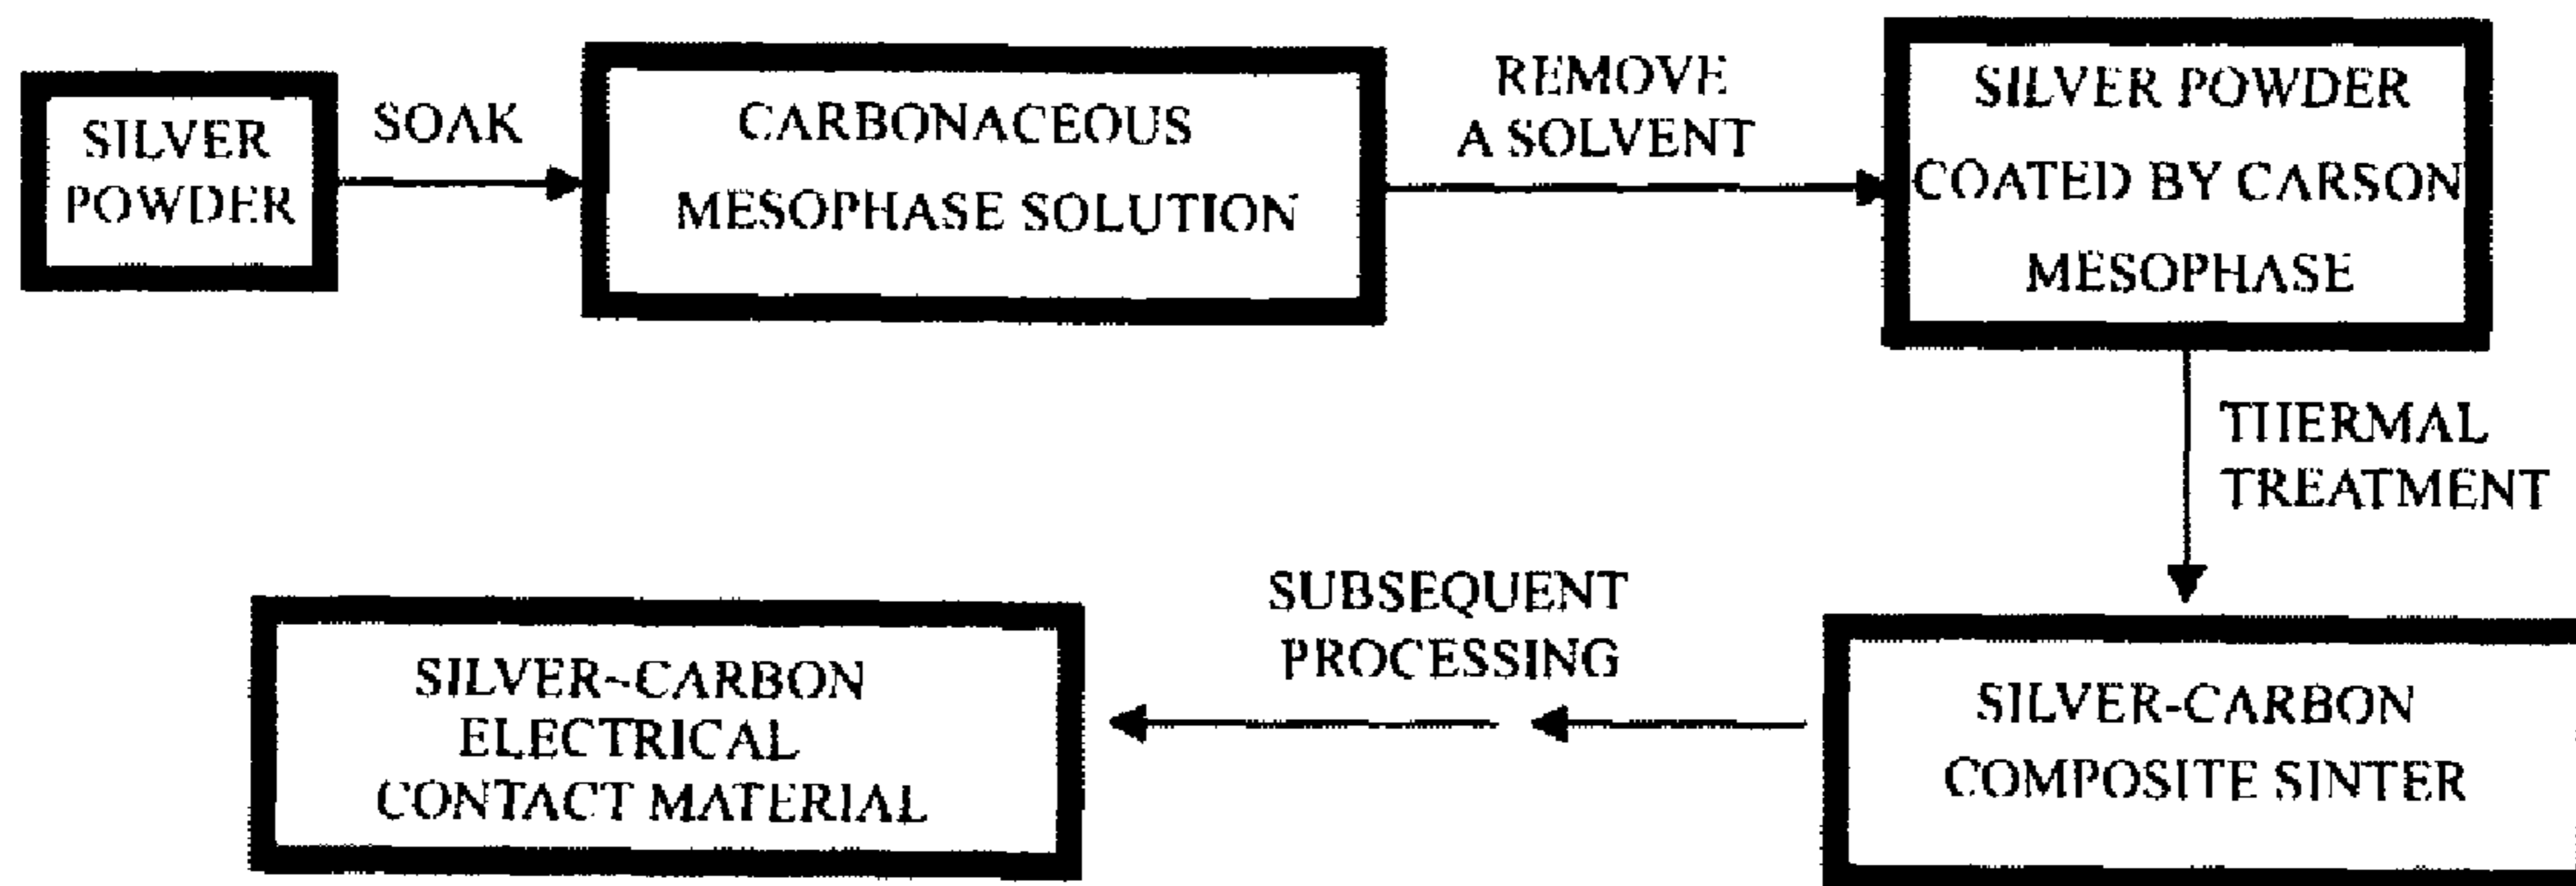 SILVER
POWDER
SOAK
CARBONACEOUS
MESOPHASE SOLUTION
REMOVE
A SOLVENT
SILVER POWDER
COATED BY CARSON
MESOPHASE
THERMAL
TREATMENT
SILVER-CARBON
COMPOSITE SINTER
SUBSEQUENT
PROCESSING
SILVER~CARBON
ELECTRICAL
CONTACT MATERIAL